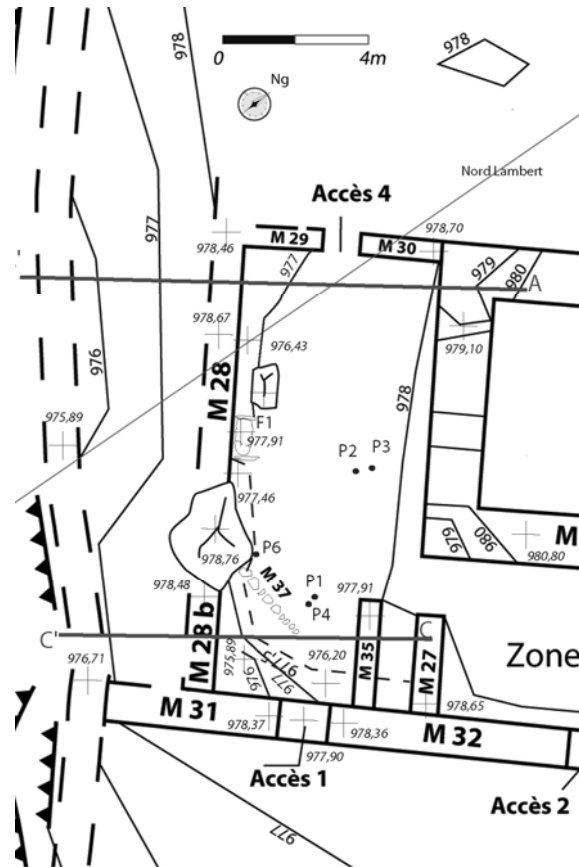 978
978
0
4m
Ng
Nord Lambert
Accès 4
978,70
M 29
M 30
978,46
977
977
979
980
A
978,67
976,43
979,10
976
M 28
978
975,89
F1
977,91
P2
P3
977,46
979
980
M
980,80
978,76
P6
M 37
978,48
P1
977,91
P4
C'
C
M 28 b
975,89
977
976,20
M 35
M 27
Zone
976,71
976
977
978,65
M 31
978,37
978,36
M 32
Accès 1
977,90
Accès 2
977